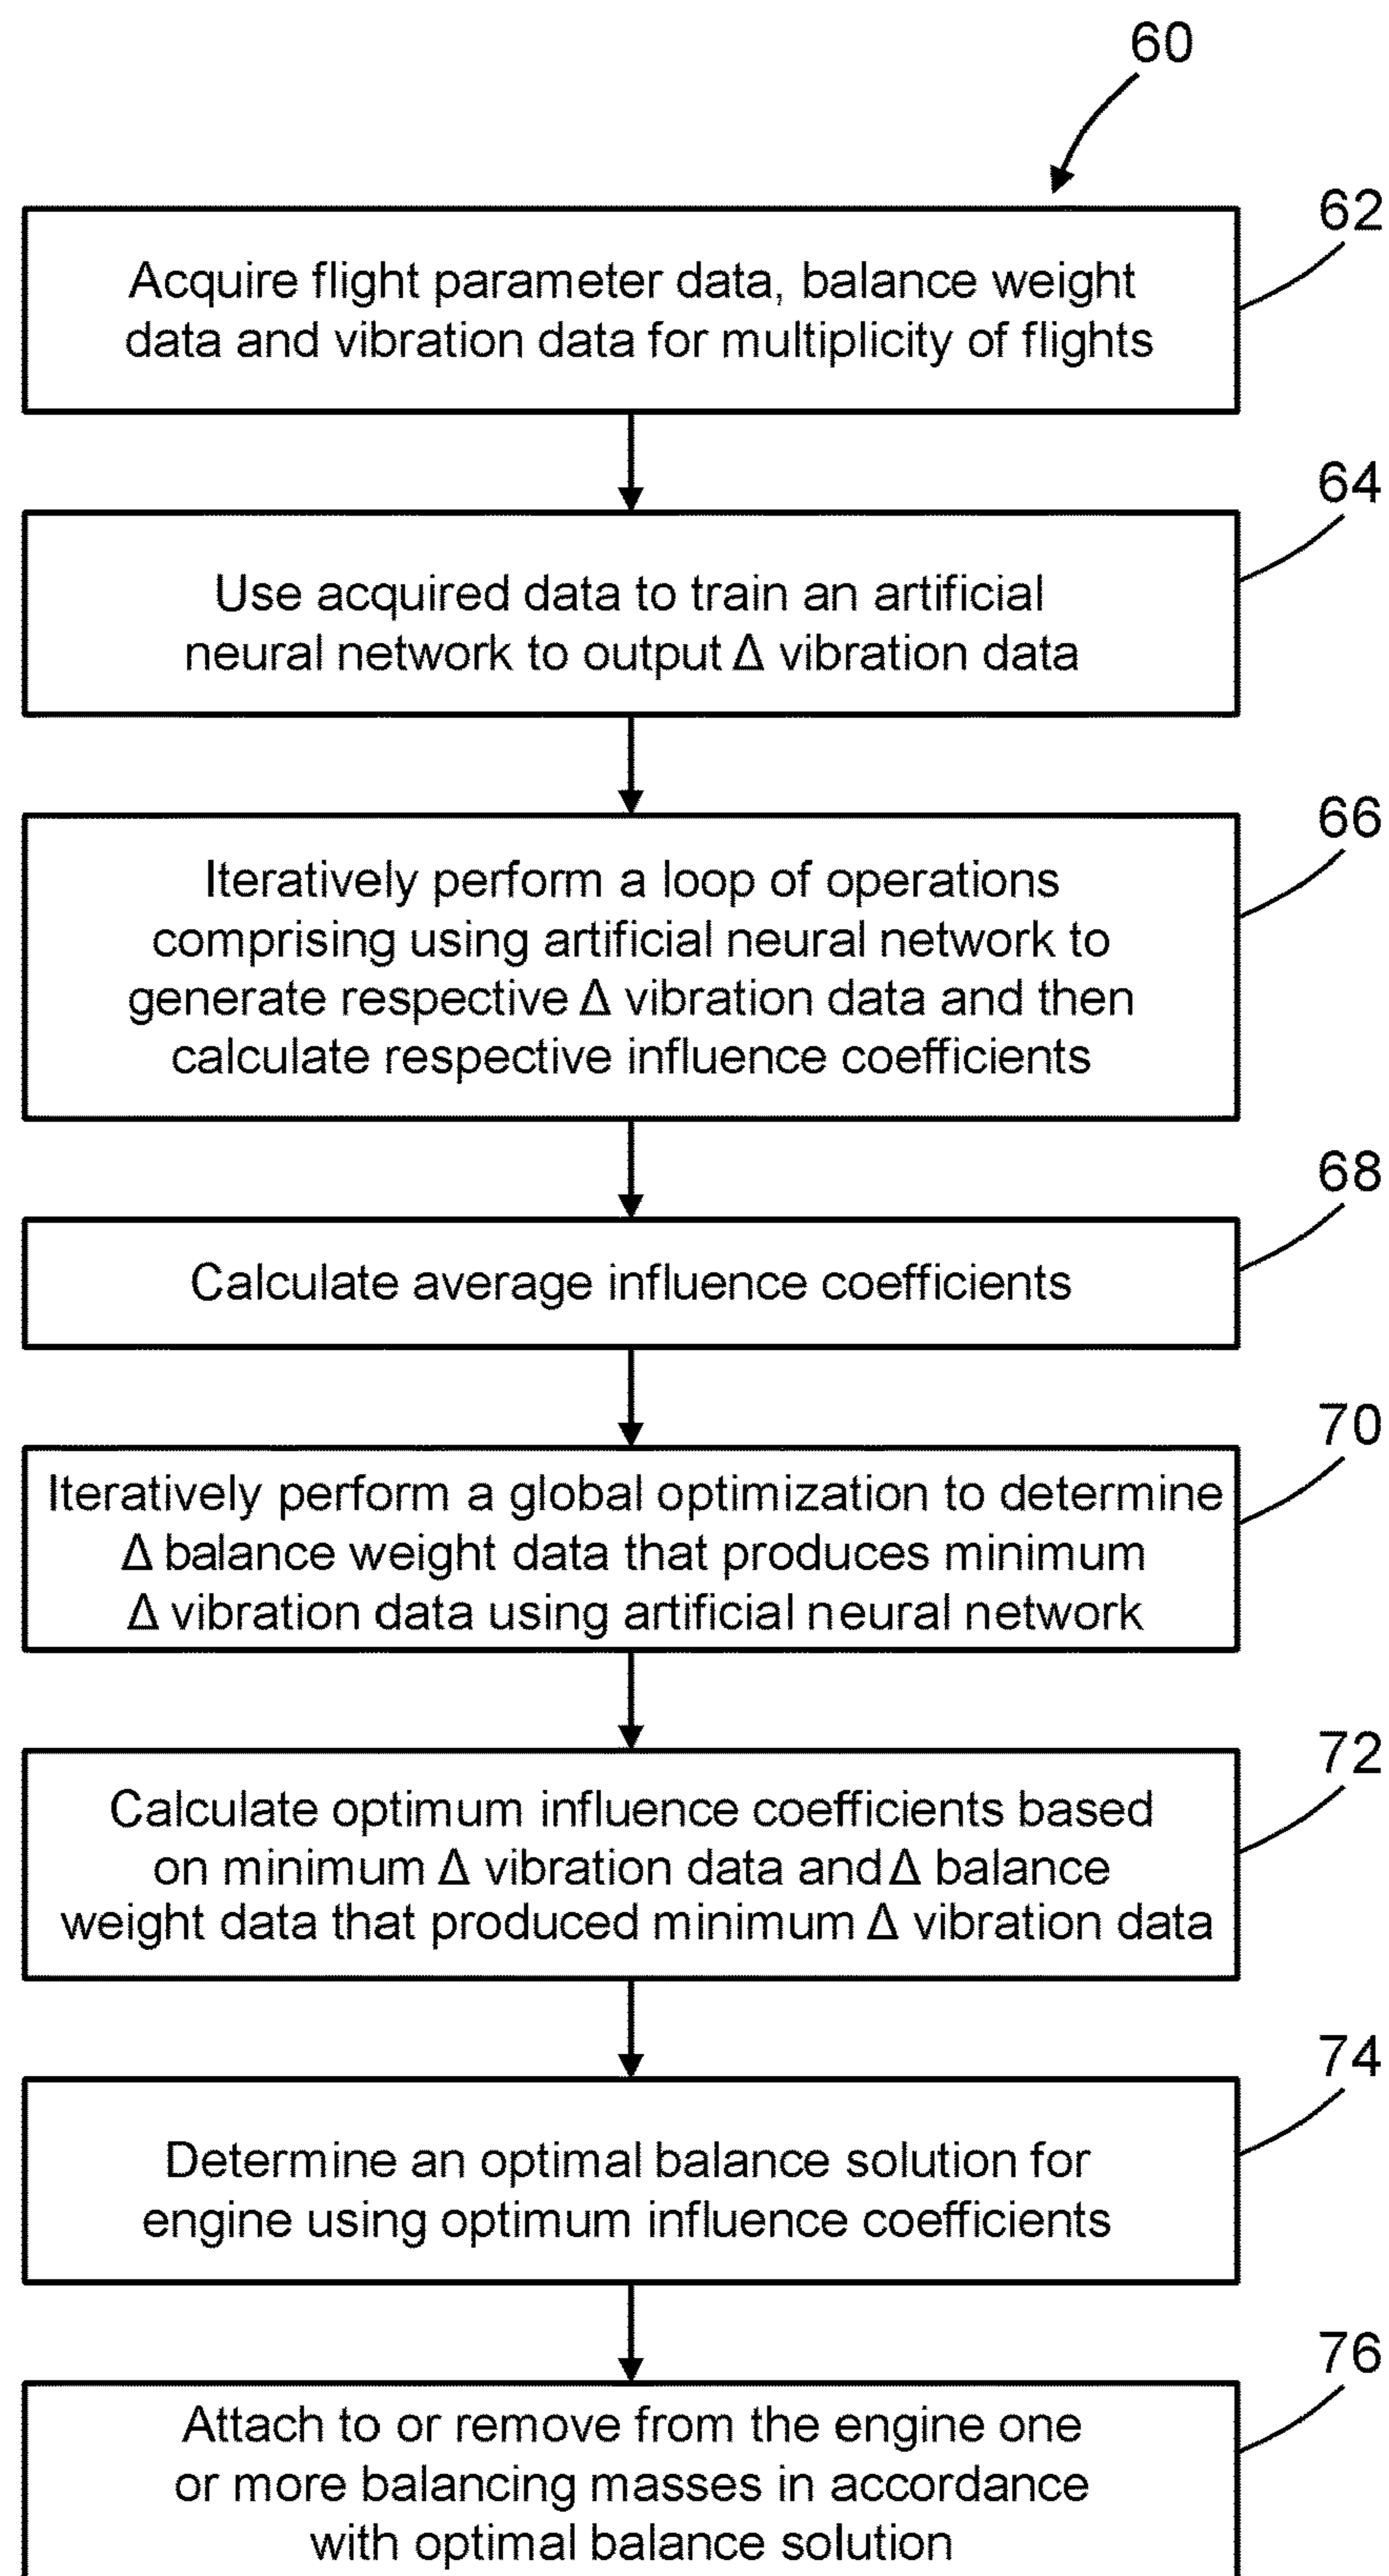 60
62
Acquire flight parameter data, balance weight
data and vibration data for multiplicity of flights
64
Use acquired data to train an artificial
neural network to output Δ vibration data
66
Iteratively perform a loop of operations
comprising using artificial neural network to
generate respective Δ vibration data and then
calculate respective influence coefficients
68
Calculate average influence coefficients
70
Iteratively perform a global optimization to determine
Δ balance weight data that produces minimum
Δ vibration data using artificial neural network
72
Calculate optimum influence coefficients based
on minimum Δ vibration data and Δ balance
weight data that produced minimum Δ vibration data
74
Determine an optimal balance solution for
engine using optimum influence coefficients
76
Attach to or remove from the engine one
or more balancing masses in accordance
with optimal balance solution